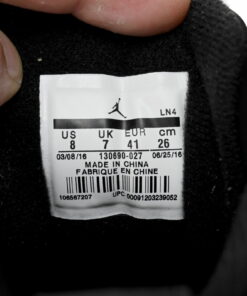 LN4
US UK EUR cm
8 7 41 26
03/08/16 130690-027 06/25/16
MADE IN CHINA
FABRIQUE EN CHINE
106567207
UPC:00091203239052